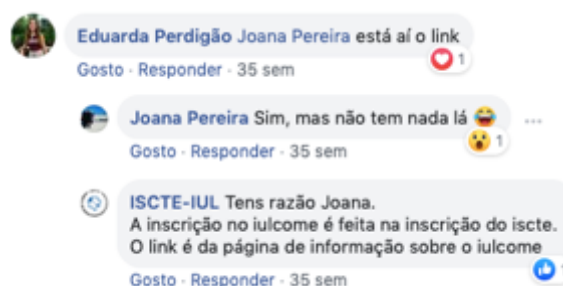 Eduarda Perdigão Joana Pereira está aí o link
1
Gosto · Responder · 35 sem
Joana Pereira Sim, mas não tem nada lá 😂
1
Gosto · Responder · 35 sem
ISCTE-IUL Tens razão Joana.
A inscrição no iulcome é feita na inscrição do iscte.
O link é da página de informação sobre o iulcome
Gosto · Responder · 35 sem